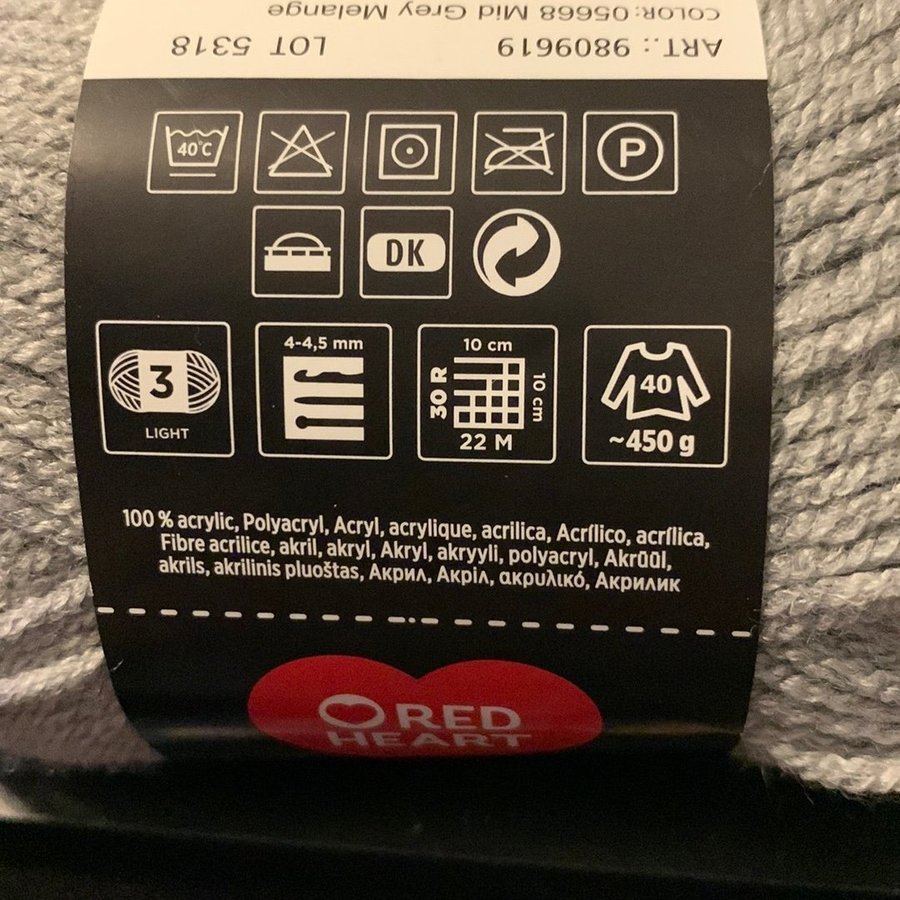 COLOR: 05668 Mid Grey Melange
ART.: 9809619 LOT 5318
40°C
P
DK
3
LIGHT
4-4,5 mm
10 cm
10 cm
30 R
22 M
40
~450 g
100 % acrylic, Polyacryl, Acryl, acrylique, acrilica, Acrílico, acrílica,
Fibre acrilice, akril, akryl, Akryl, akryyli, polyacryl, Akrüül,
akrils, akrilinis pluoštas, Акрил, Акріл, ακρυλικό, Акрилик
RED
HEART